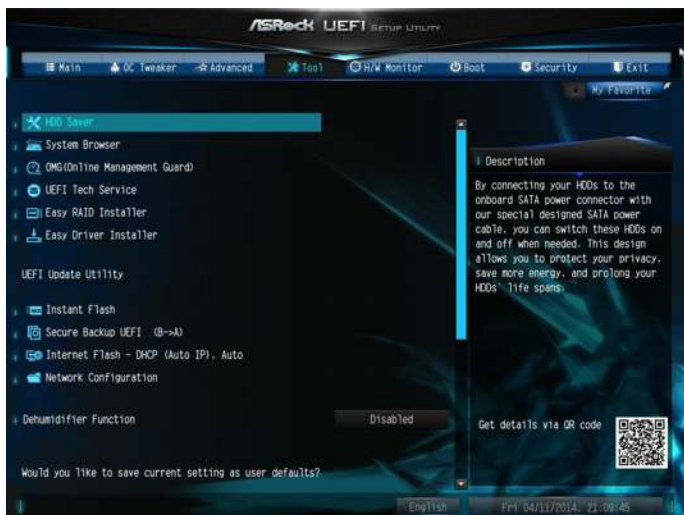 ASRock UEFI SETUP UTILITY
Main OC Tweaker Advanced Tool H/W Monitor Boot Security Exit
My Favorite
HDD Saver
System Browser
OMG(Online Management Guard)
UEFI Tech Service
Easy RAID Installer
Easy Driver Installer
UEFI Update Utility
Instant Flash
Secure Backup UEFI (B->A)
Internet Flash - DHCP (Auto IP), Auto
Network Configuration
Dehumidifier Function Disabled
Would you like to save current setting as user defaults?
Description
By connecting your HDDs to the
onboard SATA power connector with
our special designed SATA power
cable, you can switch these HDDs on
and off when needed. This design
allows you to protect your privacy,
save more energy, and prolong your
HDDs' life spans.
Get details via QR code
English Fri 04/11/2014, 21:09:45